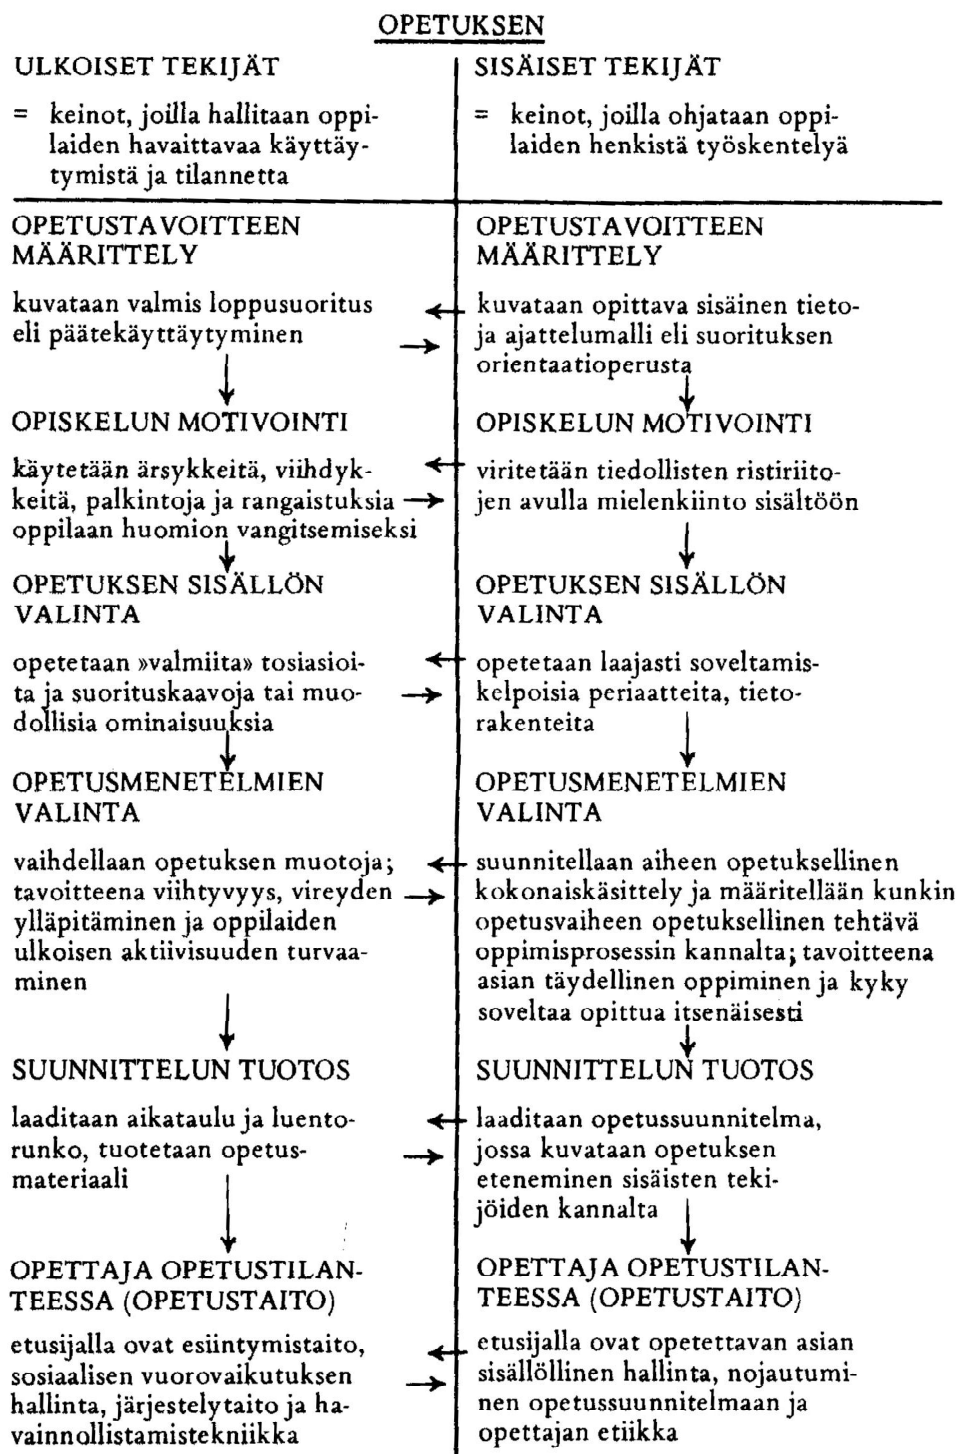 OPETUKSEN
ULKOISET TEKIJÄT
= keinot, joilla hallitaan oppi-
laiden havaittavaa käyttäy-
tymistä ja tilannetta
SISÄISET TEKIJÄT
= keinot, joilla ohjataan oppi-
laiden henkistä työskentelyä
OPETUSTAVOITTEEN
MÄÄRITTELY
kuvataan valmis loppusuoritus
eli päätekäyttäytyminen
OPISKELUN MOTIVOINTI
käytetään ärsykkeitä, viihdyk-
keitä, palkintoja ja rangaistuksia
oppilaan huomion vangitsemiseksi
OPETUKSEN SISÄLLÖN
VALINTA
opetetaan »valmiita» tosiasioi-
ta ja suorituskaavoja tai muo-
dollisia ominaisuuksia
OPETUSMENETELMIEN
VALINTA
vaihdellaan opetuksen muotoja;
tavoitteena viihtyvyys, vireyden
ylläpitäminen ja oppilaiden
ulkoisen aktiivisuuden turvaa-
minen
SUUNNITTELUN TUOTOS
laaditaan aikataulu ja luento-
runko, tuotetaan opetus-
materiaali
OPETTAJA OPETUSTILAN-
TEESSA (OPETUSTAITO)
etusijalla ovat esiintymistaito,
sosiaalisen vuorovaikutuksen
hallinta, järjestelytaito ja ha-
vainnollistamistekniikka
OPETUSTAVOITTEEN
MÄÄRITTELY
kuvataan opittava sisäinen tieto-
ja ajattelumalli eli suorituksen
orientaatioperusta
OPISKELUN MOTIVOINTI
viritetään tiedollisten ristiriito-
jen avulla mielenkiinto sisältöön
OPETUKSEN SISÄLLÖN
VALINTA
opetetaan laajasti soveltamis-
kelpoisia periaatteita, tieto-
rakenteita
OPETUSMENETELMIEN
VALINTA
suunnitellaan aiheen opetuksellinen
kokonaiskäsittely ja määritellään kunkin
opetusvaiheen opetuksellinen tehtävä
oppimisprosessin kannalta; tavoitteena
asian täydellinen oppiminen ja kyky
soveltaa opittua itsenäisesti
SUUNNITTELUN TUOTOS
laaditaan opetussuunnitelma,
jossa kuvataan opetuksen
eteneminen sisäisten teki-
jöiden kannalta
OPETTAJA OPETUSTILAN-
TEESSA (OPETUSTAITO)
etusijalla ovat opetettavan asian
sisällöllinen hallinta, nojautumi-
nen opetussuunnitelmaan ja
opettajan etiikka